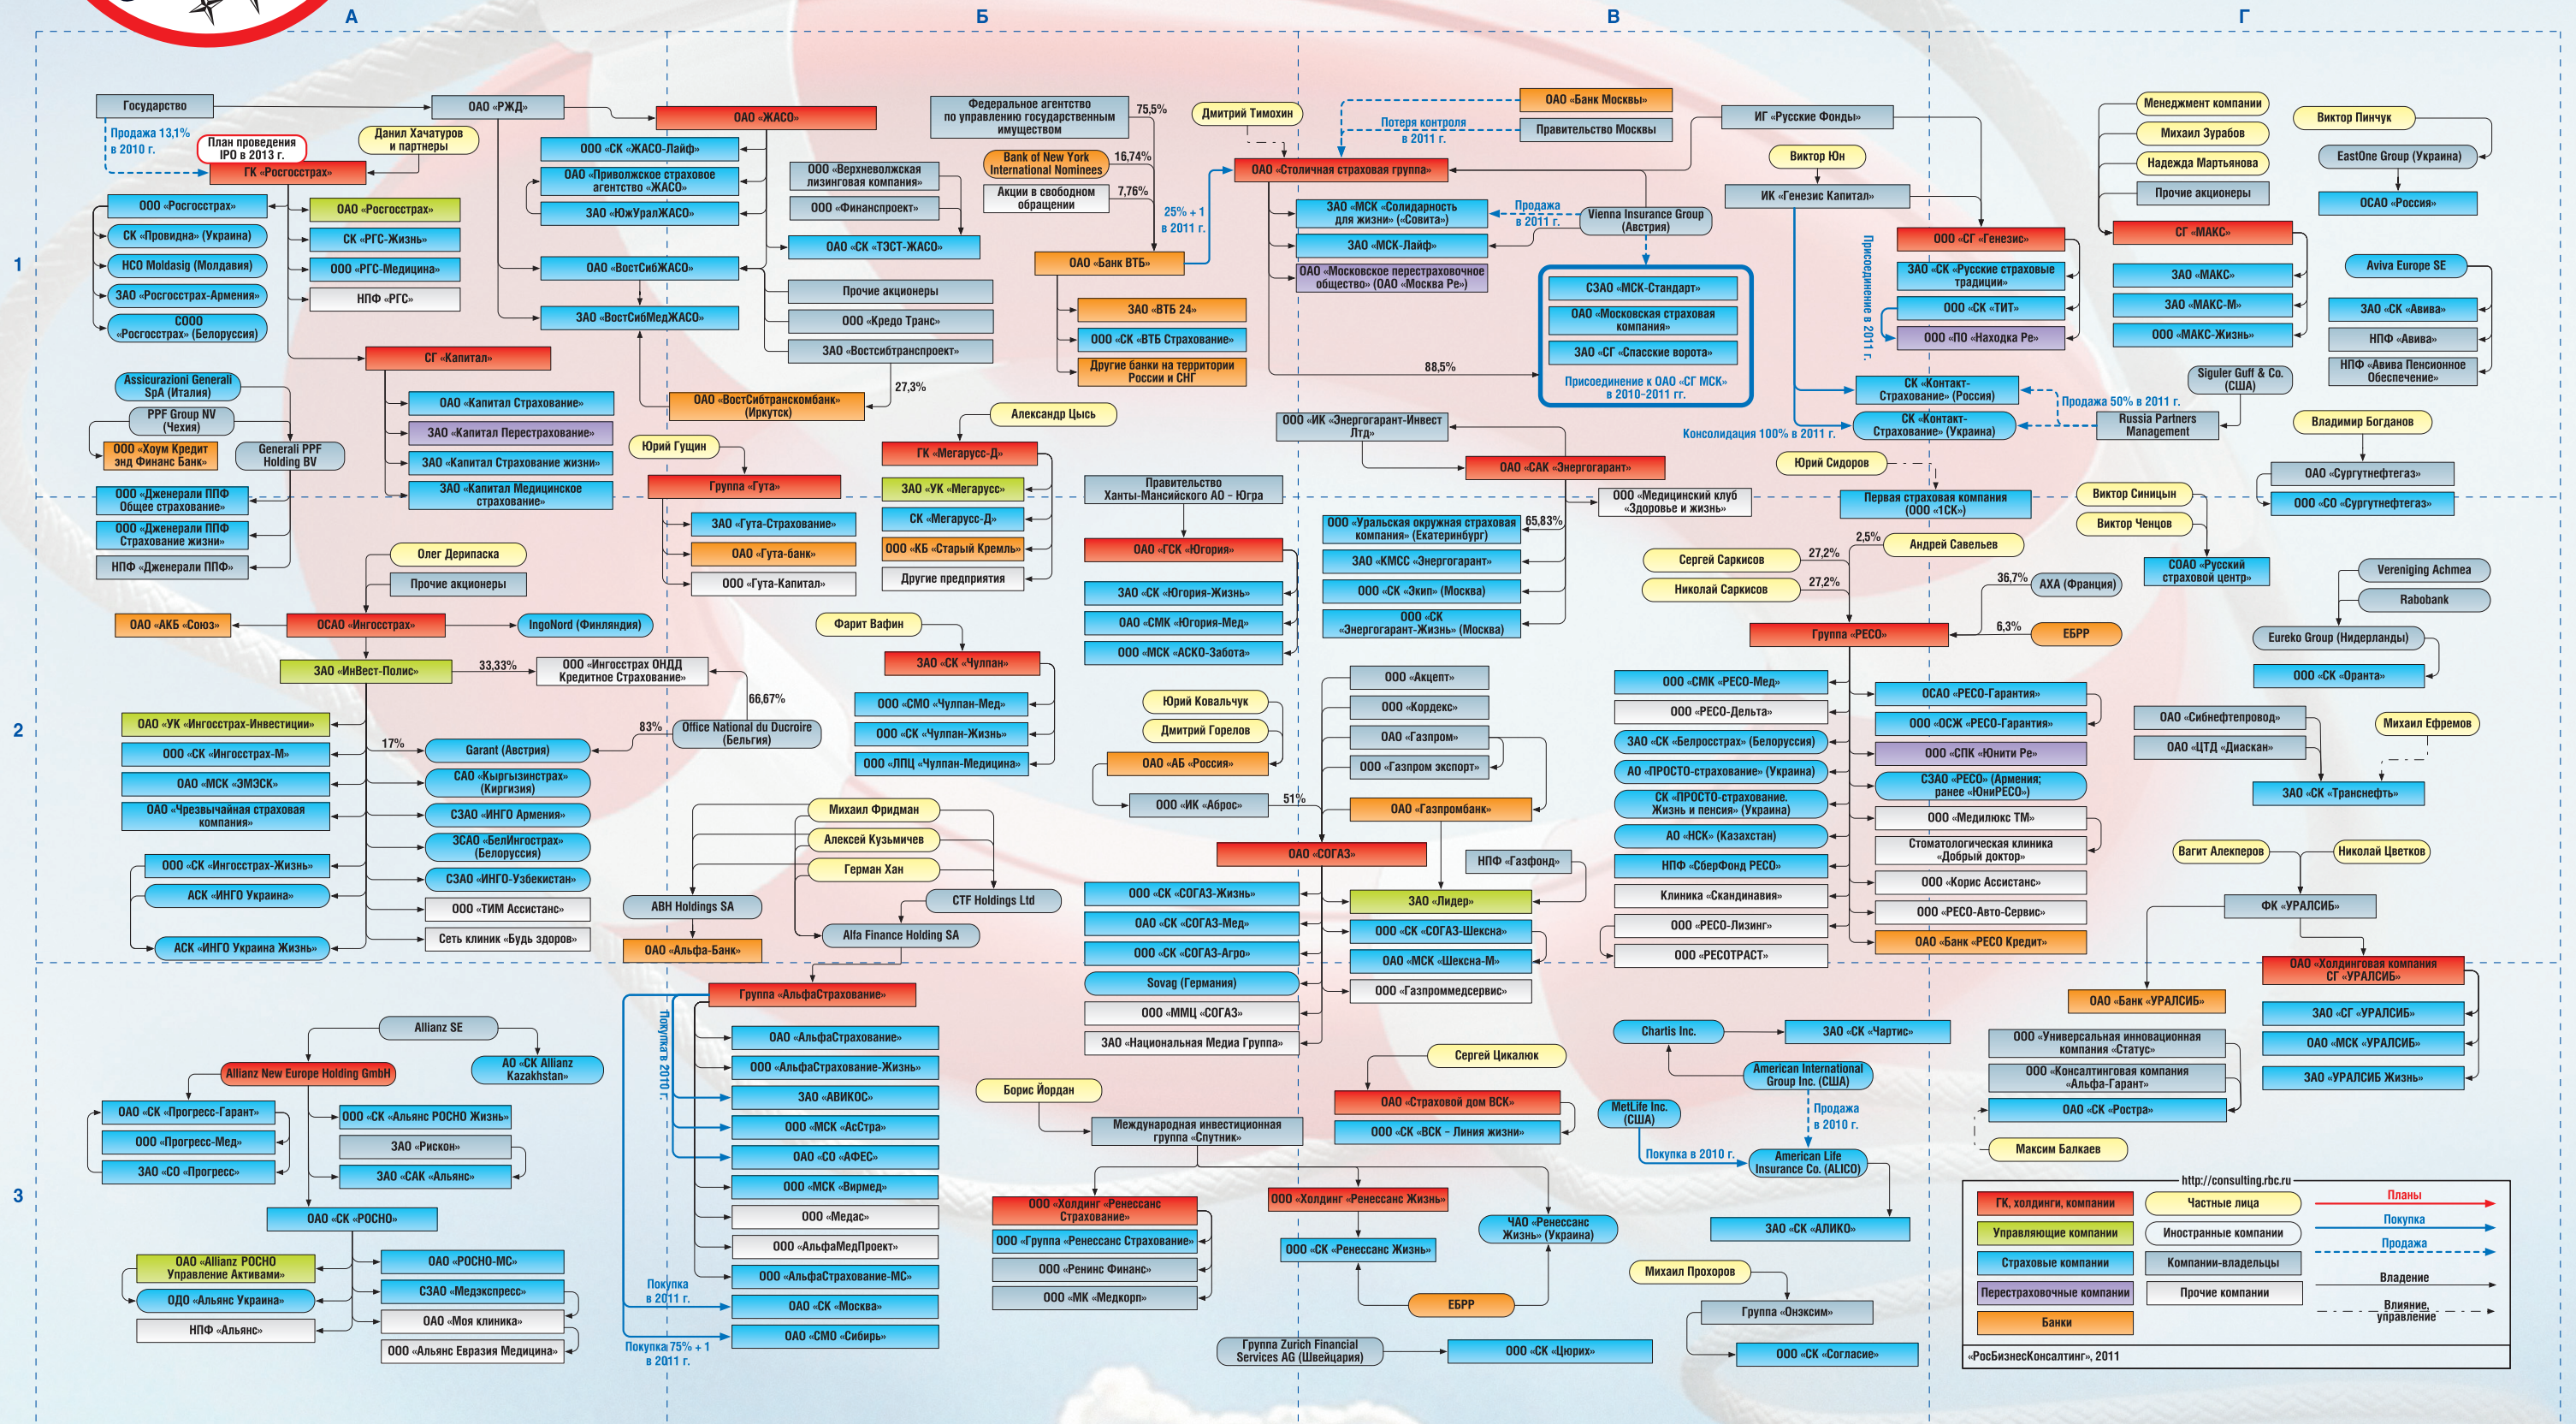 А
Б
В
Г
1
2
3
Государство
Продажа 13,1%
в 2010 г.
План проведения
IPO в 2013 г.
Данил Хачатуров
и партнеры
ГК «Росгосстрах»
ООО «Росгосстрах»
СК «Провидна» (Украина)
НСО Moldasig (Молдавия)
ЗАО «Росгосстрах-Армения»
СООО
«Росгосстрах» (Белоруссия)
ОАО «Росгосстрах»
СК «РГС-Жизнь»
ООО «РГС-Медицина»
НПФ «РГС»
СГ «Капитал»
ОАО «Капитал Страхование»
ЗАО «Капитал Перестрахование»
ЗАО «Капитал Страхование жизни»
ЗАО «Капитал Медицинское
страхование»
Assicurazioni Generali
SpA (Италия)
PPF Group NV
(Чехия)
ООО «Хоум Кредит
энд Финанс Банк»
Generali PPF
Holding BV
ООО «Дженерали ППФ
Общее страхование»
ООО «Дженерали ППФ
Страхование жизни»
НПФ «Дженерали ППФ»
ОАО «РЖД»
ОАО «ЖАСО»
ООО «СК «ЖАСО-Лайф»
ОАО «Приволжское страховое
агентство «ЖАСО»
ЗАО «ЮжУралЖАСО»
ООО «Верхневолжская
лизинговая компания»
ООО «Финанспроект»
ОАО «СК «ТЭСТ-ЖАСО»
ОАО «ВостСибЖАСО»
ЗАО «ВостСибМедЖАСО»
Прочие акционеры
ООО «Кредо Транс»
ЗАО «Востсибтранспроект»
27,3%
ОАО «ВостСибтранскомбанк»
(Иркутск)
Юрий Гущин
Группа «Гута»
ЗАО «Гута-Страхование»
ОАО «Гута-банк»
ООО «Гута-Капитал»
Александр Цысь
ГК «Мегарусс-Д»
ЗАО «УК «Мегарусс»
СК «Мегарусс-Д»
ООО «КБ «Старый Кремль»
Другие предприятия
Федеральное агентство
по управлению государственным
имуществом
75,5%
Bank of New York
International Nominees
16,74%
Акции в свободном
обращении
7,76%
25% + 1
в 2011 г.
ОАО «Банк ВТБ»
ЗАО «ВТБ 24»
ООО «СК «ВТБ Страхование»
Другие банки на территории
России и СНГ
Дмитрий Тимохин
ОАО «Столичная страховая группа»
ОАО «Банк Москвы»
Правительство Москвы
Потеря контроля
в 2011 г.
ЗАО «МСК «Солидарность
для жизни» («Совита»)
ЗАО «МСК-Лайф»
ОАО «Московское перестраховочное
общество» (ОАО «Москва Ре»)
Продажа
в 2011 г.
Vienna Insurance Group
(Австрия)
СЗАО «МСК-Стандарт»
ОАО «Московская страховая
компания»
ЗАО «СГ «Спасские ворота»
Присоединение к ОАО «СГ МСК»
в 2010-2011 гг.
88,5%
ИГ «Русские Фонды»
Виктор Юн
ИК «Генезис Капитал»
ООО «СГ «Генезис»
ЗАО «СК «Русские страховые
традиции»
ООО «СК «ТИТ»
ООО «ПО «Находка Ре»
Присоединение в 2011 г.
СК «Контакт-
Страхование» (Россия)
СК «Контакт-
Страхование» (Украина)
Консолидация 100% в 2011 г.
Продажа 50% в 2011 г.
Siguler Guff & Co.
(США)
Russia Partners
Management
Менеджмент компании
Михаил Зурабов
Надежда Мартьянова
Прочие акционеры
СГ «МАКС»
ЗАО «МАКС»
ЗАО «МАКС-М»
ООО «МАКС-Жизнь»
Виктор Пинчук
EastOne Group (Украина)
ОСАО «Россия»
Aviva Europe SE
ЗАО «СК «Авива»
НПФ «Авива»
НПФ «Авива Пенсионное
Обеспечение»
Владимир Богданов
ОАО «Сургутнефтегаз»
ООО «СО «Сургутнефтегаз»
Юрий Сидоров
Первая страховая компания
(ООО «1СК»)
Виктор Синицын
Виктор Ченцов
СОАО «Русский
страховой центр»
ООО «ИК «Энергогарант-Инвест
Лтд»
ОАО «САК «Энергогарант»
ООО «Медицинский клуб
«Здоровье и жизнь»
ООО «Уральская окружная страховая
компания» (Екатеринбург)
65,83%
ЗАО «КМСС «Энергогарант»
ООО «СК «Экип» (Москва)
ООО «СК
«Энергогарант-Жизнь» (Москва)
Правительство
Ханты-Мансийского АО – Югра
ОАО «ГСК «Югория»
ЗАО «СК «Югория-Жизнь»
ОАО «СМК «Югория-Мед»
ООО «МСК «АСКО-Забота»
Олег Дерипаска
Прочие акционеры
ОАО «АКБ «Союз»
ОСАО «Ингосстрах»
IngoNord (Финляндия)
ЗАО «ИнВест-Полис»
33,33%
ООО «Ингосстрах ОНДД
Кредитное Страхование»
66,67%
Office National du Ducroire
(Бельгия)
83%
17%
Garant (Австрия)
ОАО «УК «Ингосстрах-Инвестиции»
ООО «СК «Ингосстрах-М»
ОАО «МСК «ЭМЭСК»
ОАО «Чрезвычайная страховая
компания»
ООО «СК «Ингосстрах-Жизнь»
АСК «ИНГО Украина»
АСК «ИНГО Украина Жизнь»
САО «Кыргызинстрах»
(Киргизия)
СЗАО «ИНГО Армения»
ЗСАО «БелИнгострах»
(Белоруссия)
СЗАО «ИНГО-Узбекистан»
ООО «ТИМ Ассистанс»
Сеть клиник «Будь здоров»
Фарит Вафин
ЗАО «СК «Чулпан»
ООО «СМО «Чулпан-Мед»
ООО «СК «Чулпан-Жизнь»
ООО «ЛПЦ «Чулпан-Медицина»
Юрий Ковальчук
Дмитрий Горелов
ОАО «АБ «Россия»
ООО «ИК «Аброс»
51%
ООО «Акцепт»
ООО «Кордекс»
ОАО «Газпром»
ООО «Газпром экспорт»
ОАО «Газпромбанк»
ОАО «СОГАЗ»
НПФ «Газфонд»
ЗАО «Лидер»
ООО «СК «СОГАЗ-Жизнь»
ОАО «СК «СОГАЗ-Мед»
ООО «СК «СОГАЗ-Агро»
Sovag (Германия)
ООО «ММЦ «СОГАЗ»
ЗАО «Национальная Медиа Группа»
ООО «СК «СОГАЗ-Шексна»
ОАО «МСК «Шексна-М»
ООО «Газпроммедсервис»
Михаил Фридман
Алексей Кузьмичев
Герман Хан
ABH Holdings SA
ОАО «Альфа-Банк»
CTF Holdings Ltd
Alfa Finance Holding SA
Группа «АльфаСтрахование»
Покупка в 2010 г.
ОАО «АльфаСтрахование»
ООО «АльфаСтрахование-Жизнь»
ЗАО «АВИКОС»
ООО «МСК «АсСтра»
ОАО «СО «АФЕС»
ООО «МСК «Вирмед»
ООО «Медас»
ООО «АльфаМедПроект»
ООО «АльфаСтрахование-МС»
Покупка
в 2011 г.
ОАО «СК «Москва»
ОАО «СМО «Сибирь»
Покупка 75% + 1
в 2011 г.
Сергей Саркисов
27,2%
Николай Саркисов
27,2%
2,5%
Андрей Савельев
36,7%
AXA (Франция)
6,3%
ЕБРР
Группа «РЕСО»
ООО «СМК «РЕСО-Мед»
ООО «РЕСО-Дельта»
ЗАО «СК «Белросстрах» (Белоруссия)
АО «ПРОСТО-страхование» (Украина)
СК «ПРОСТО-страхование.
Жизнь и пенсия» (Украина)
АО «НСК» (Казахстан)
НПФ «СберФонд РЕСО»
Клиника «Скандинавия»
ООО «РЕСО-Лизинг»
ООО «РЕСОТРАСТ»
ОСАО «РЕСО-Гарантия»
ООО «ОСЖ «РЕСО-Гарантия»
ООО «СПК «Юнити Ре»
СЗАО «РЕСО» (Армения;
ранее «ЮниРЕСО»)
ООО «Медилюкс ТМ»
Стоматологическая клиника
«Добрый доктор»
ООО «Корис Ассистанс»
ООО «РЕСО-Авто-Сервис»
ОАО «Банк «РЕСО Кредит»
Vereniging Achmea
Rabobank
Eureko Group (Нидерланды)
ООО «СК «Оранта»
ОАО «Сибнефтепровод»
ОАО «ЦТД «Диаскан»
Михаил Ефремов
ЗАО «СК «Транснефть»
Вагит Алекперов
Николай Цветков
ФК «УРАЛСИБ»
ОАО «Банк «УРАЛСИБ»
ОАО «Холдинговая компания
СГ «УРАЛСИБ»
ЗАО «СГ «УРАЛСИБ»
ОАО «МСК «УРАЛСИБ»
ЗАО «УРАЛСИБ Жизнь»
ООО «Универсальная инновационная
компания «Статус»
ООО «Консалтинговая компания
«Альфа-Гарант»
ОАО «СК «Ростра»
Максим Балкаев
Allianz SE
Allianz New Europe Holding GmbH
АО «СК Allianz
Kazakhstan»
ОАО «СК «Прогресс-Гарант»
ООО «Прогресс-Мед»
ЗАО «СО «Прогресс»
ООО «СК «Альянс РОСНО Жизнь»
ЗАО «Рискон»
ЗАО «САК «Альянс»
ОАО «СК «РОСНО»
ОАО «Allianz РОСНО
Управление Активами»
ОДО «Альянс Украина»
НПФ «Альянс»
ОАО «РОСНО-МС»
СЗАО «Медэкспресс»
ОАО «Моя клиника»
ООО «Альянс Евразия Медицина»
Борис Йордан
Международная инвестиционная
группа «Спутник»
ООО «Холдинг «Ренессанс
Страхование»
ООО «Группа «Ренессанс Страхование»
ООО «Ренинс Финанс»
ООО «МК «Медкорп»
ООО «Холдинг «Ренессанс Жизнь»
ООО «СК «Ренессанс Жизнь»
ЧАО «Ренессанс
Жизнь» (Украина)
ЕБРР
Сергей Цикалюк
ОАО «Страховой дом ВСК»
ООО «СК «ВСК – Линия жизни»
Группа Zurich Financial
Services AG (Швейцария)
ООО «СК «Цюрих»
Chartis Inc.
ЗАО «СК «Чартис»
American International
Group Inc. (США)
MetLife Inc.
(США)
Продажа
в 2010 г.
Покупка в 2010 г.
American Life
Insurance Co. (ALICO)
ЗАО «СК «АЛИКО»
Михаил Прохоров
Группа «Онэксим»
ООО «СК «Согласие»
http://consulting.rbc.ru
ГК, холдинги, компании
Управляющие компании
Страховые компании
Перестраховочные компании
Банки
Частные лица
Иностранные компании
Компании-владельцы
Прочие компании
Планы
Покупка
Продажа
Владение
Влияние,
управление
«РосБизнесКонсалтинг», 2011